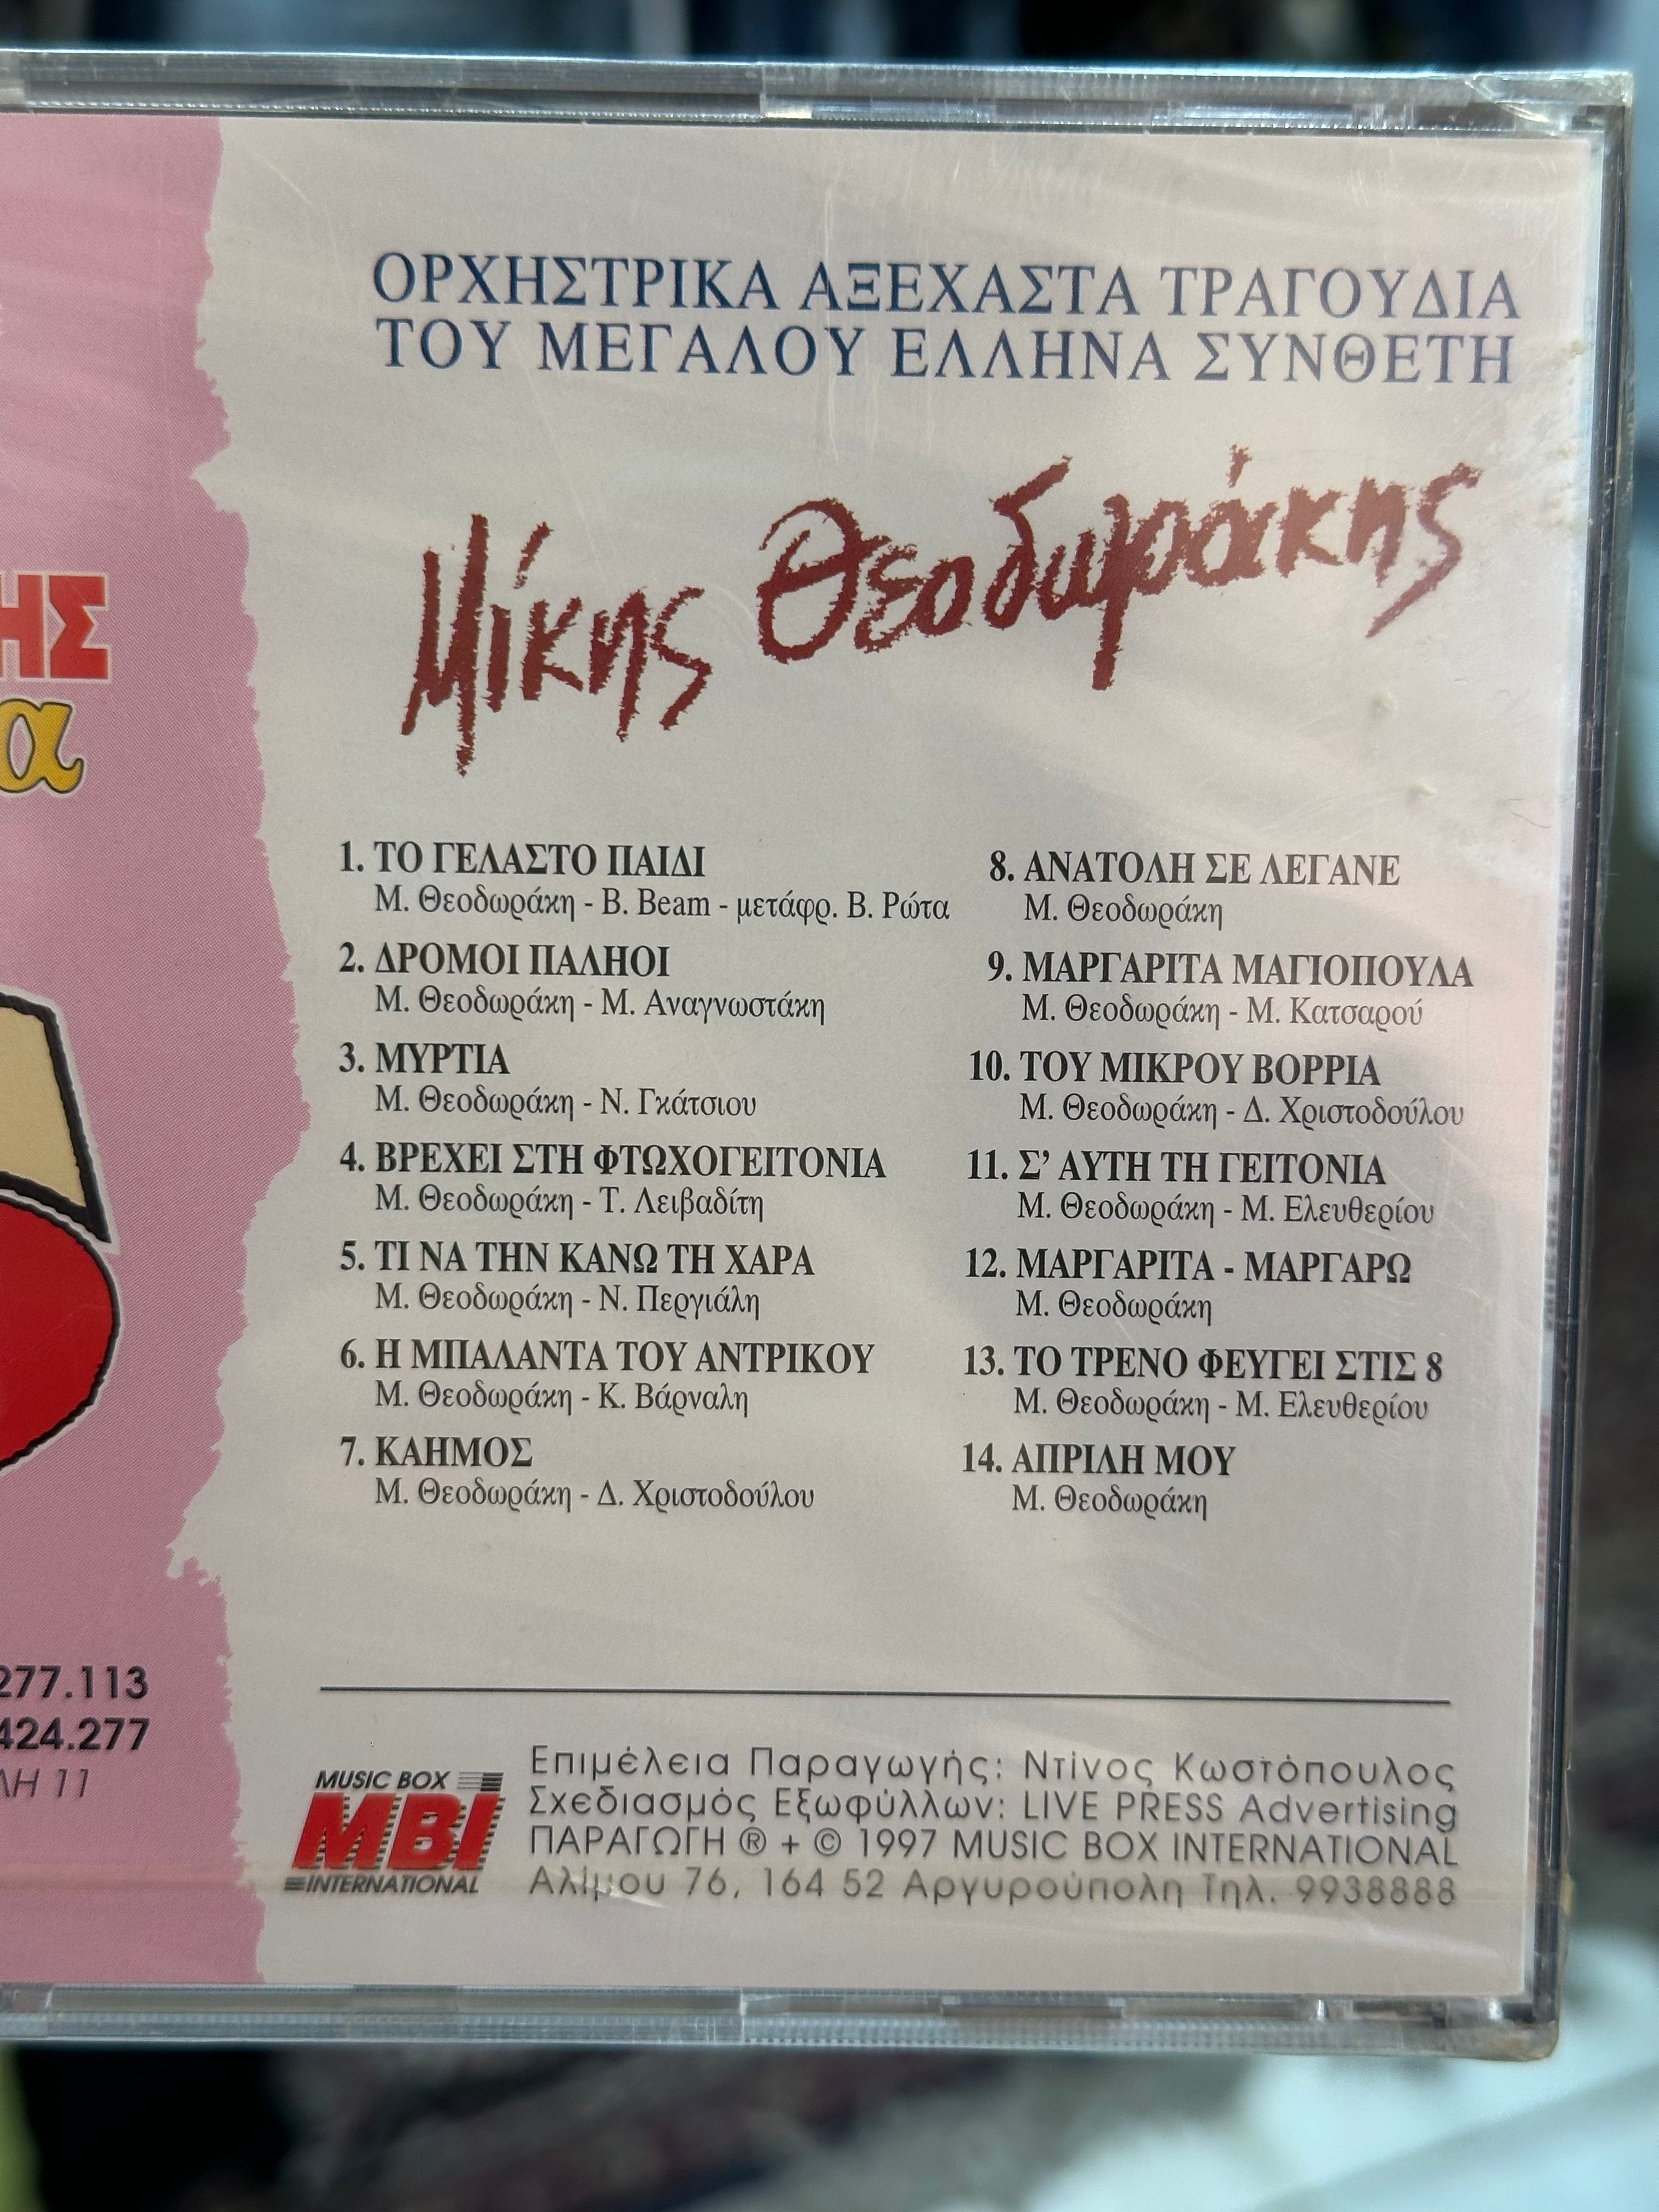 ΟΡΧΗΣΤΡΙΚΑ ΑΞΕΧΑΣΤΑ ΤΡΑΓΟΥΔΙΑ
ΤΟΥ ΜΕΓΑΛΟΥ ΕΛΛΗΝΑ ΣΥΝΘΕΤΗ
Μίκης Θεοδωράκης
ΗΣ
α
1. ΤΟ ΓΕΛΑΣΤΟ ΠΑΙΔΙ
Μ. Θεοδωράκη - B. Beam - μετάφρ. Β. Ρώτα
2. ΔΡΟΜΟΙ ΠΑΛΗΟΙ
Μ. Θεοδωράκη - Μ. Αναγνωστάκη
3. ΜΥΡΤΙΑ
Μ. Θεοδωράκη - Ν. Γκάτσιου
4. ΒΡΕΧΕΙ ΣΤΗ ΦΤΩΧΟΓΕΙΤΟΝΙΑ
Μ. Θεοδωράκη - Τ. Λειβαδίτη
5. ΤΙ ΝΑ ΤΗΝ ΚΑΝΩ ΤΗ ΧΑΡΑ
Μ. Θεοδωράκη - Ν. Περγιάλη
6. Η ΜΠΑΛΑΝΤΑ ΤΟΥ ΑΝΤΡΙΚΟΥ
Μ. Θεοδωράκη - Κ. Βάρναλη
7. ΚΑΗΜΟΣ
Μ. Θεοδωράκη - Δ. Χριστοδούλου
8. ΑΝΑΤΟΛΗ ΣΕ ΛΕΓΑΝΕ
Μ. Θεοδωράκη
9. ΜΑΡΓΑΡΙΤΑ ΜΑΓΙΟΠΟΥΛΑ
Μ. Θεοδωράκη - Μ. Κατσαρού
10. ΤΟΥ ΜΙΚΡΟΥ ΒΟΡΡΙΑ
Μ. Θεοδωράκη - Δ. Χριστοδούλου
11. Σ' ΑΥΤΗ ΤΗ ΓΕΙΤΟΝΙΑ
Μ. Θεοδωράκη - Μ. Ελευθερίου
12. ΜΑΡΓΑΡΙΤΑ - ΜΑΡΓΑΡΩ
Μ. Θεοδωράκη
13. ΤΟ ΤΡΕΝΟ ΦΕΥΓΕΙ ΣΤΙΣ 8
Μ. Θεοδωράκη - Μ. Ελευθερίου
14. ΑΠΡΙΛΗ ΜΟΥ
Μ. Θεοδωράκη
277.113
424.277
ΛΗ 11
MUSIC BOX
MBI
INTERNATIONAL
Επιμέλεια Παραγωγής: Ντίνος Κωστόπουλος
Σχεδιασμός Εξωφύλλων: LIVE PRESS Advertising
ΠΑΡΑΓΩΓΗ ® + © 1997 MUSIC BOX INTERNATIONAL
Αλίμου 76, 164 52 Αργυρούπολη Τηλ. 9938888